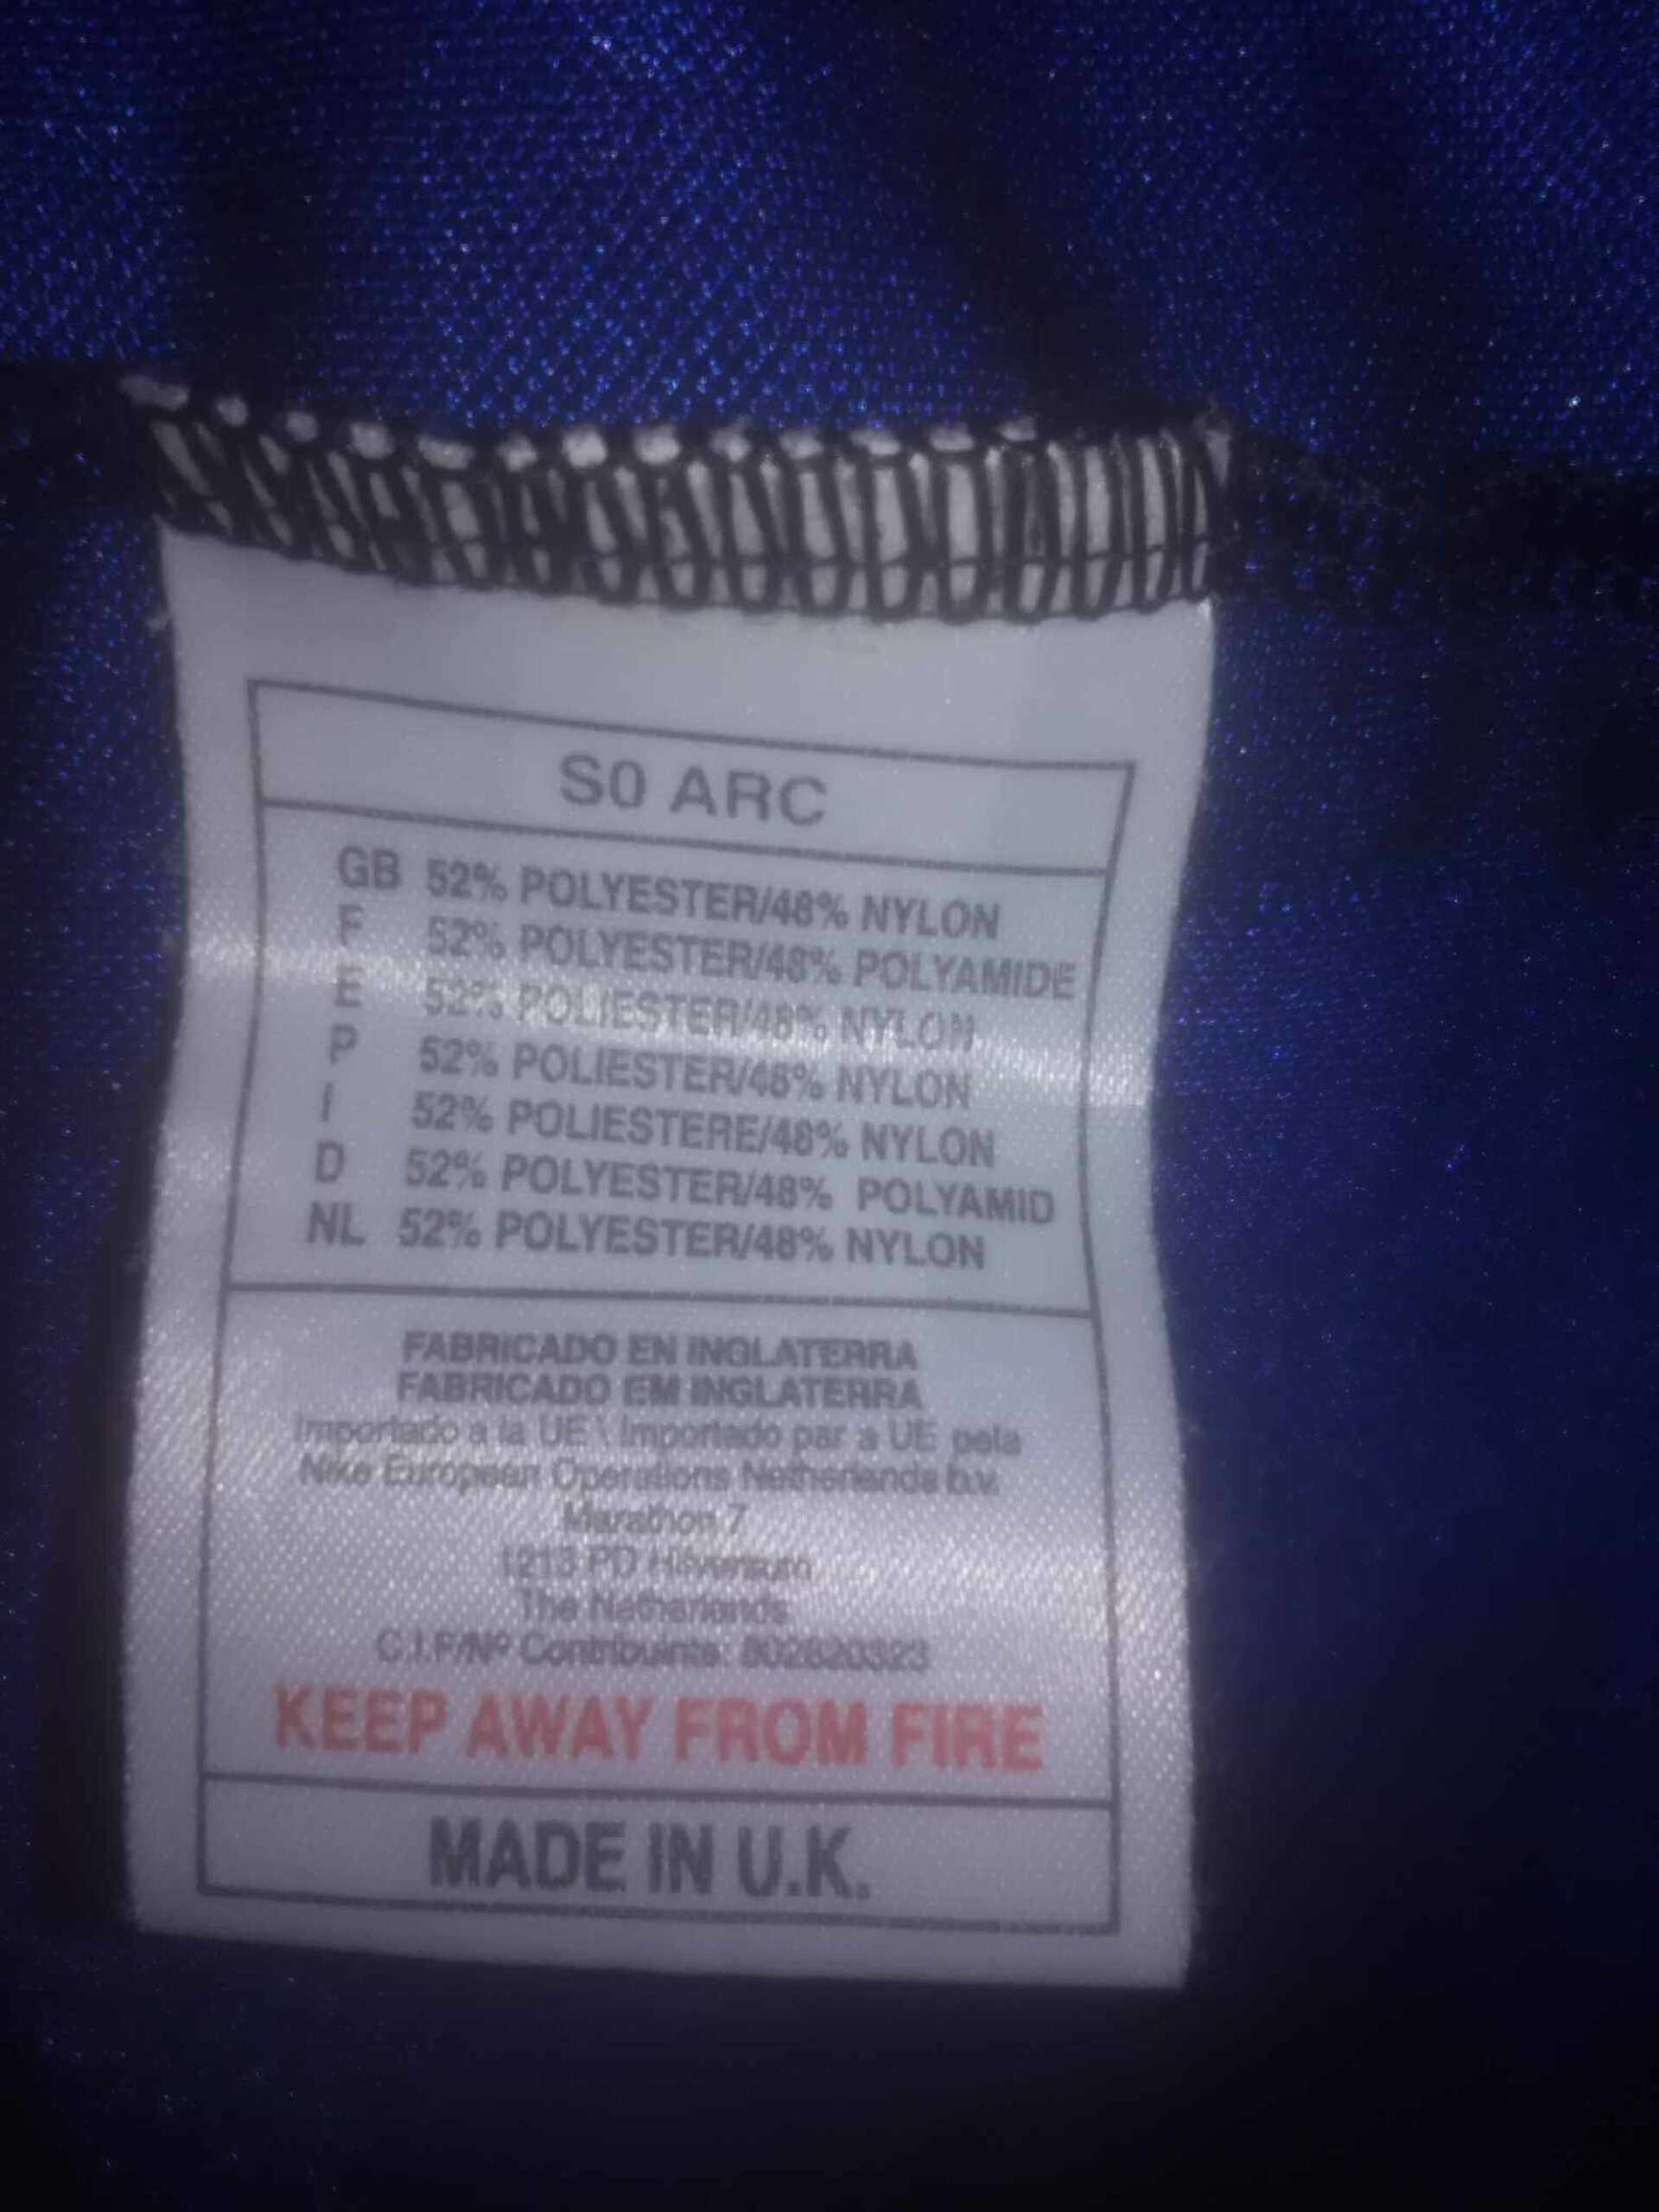 S0 ARC
GB 52% POLYESTER/48% NYLON
F 52% POLYESTER/48% POLYAMIDE
E 52% POLIESTER/48% NYLON
P 52% POLIESTER/48% NYLON
I 52% POLIESTERE/48% NYLON
D 52% POLYESTER/48% POLYAMID
NL 52% POLYESTER/48% NYLON
FABRICADO EN INGLATERRA
FABRICADO EM INGLATERRA
Importado a la UE \ Importado par a UE pela
Nike European Operations Netherlands b.v.
Marathon 7
1213 PD Hilversum
The Netherlands
C.I.F/Nº Contribuinte:
KEEP AWAY FROM FIRE
MADE IN U.K.